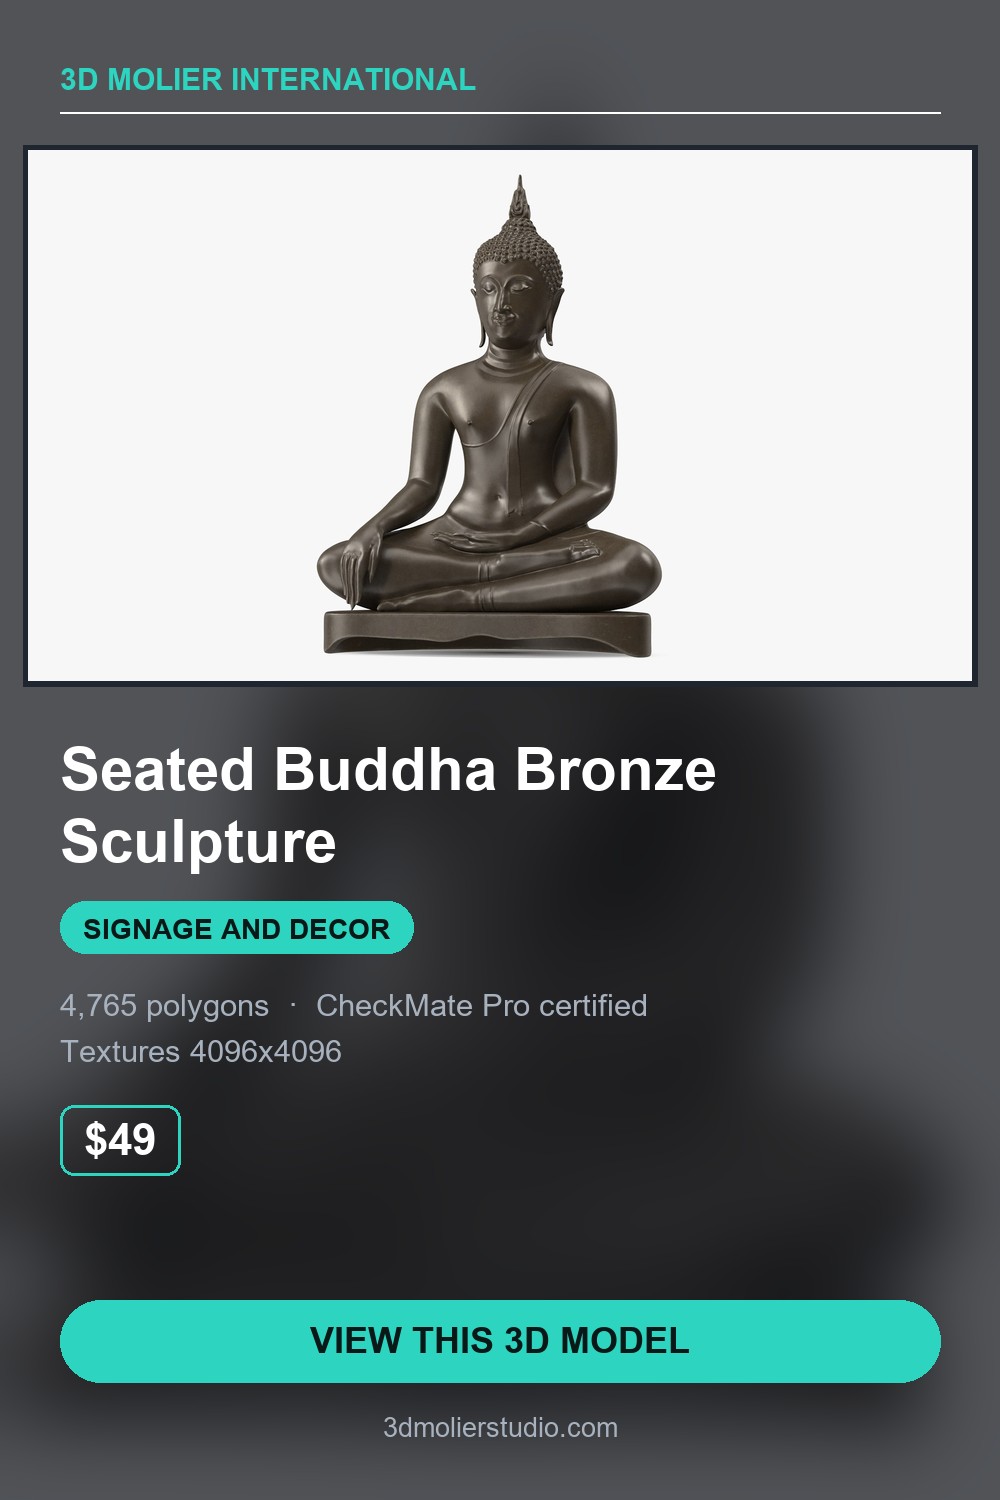 3D MOLIER INTERNATIONAL
Seated Buddha Bronze
Sculpture
SIGNAGE AND DECOR
4,765 polygons · CheckMate Pro certified
Textures 4096x4096
$49
VIEW THIS 3D MODEL
3dmolierstudio.com